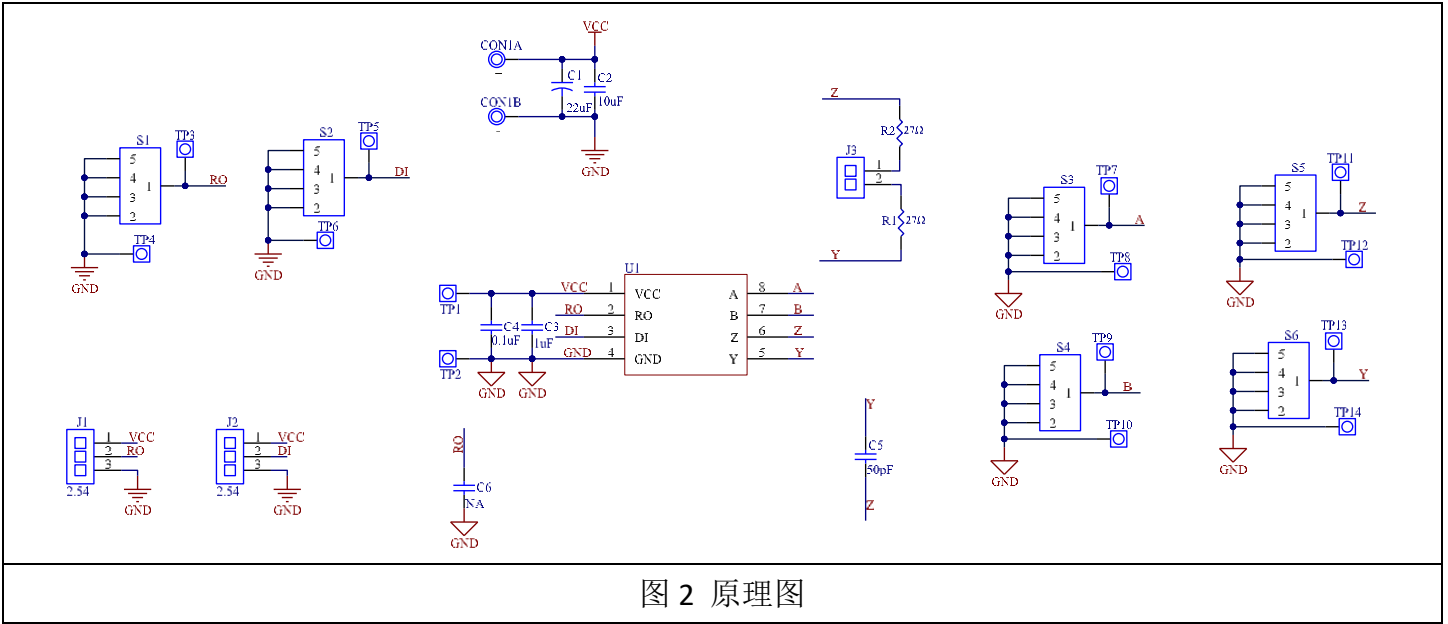 VCC
CON1A
CON1B
C1
22uF
C2
10uF
GND
S1
5
4
3
2
1
TP3
RO
TP4
GND
S2
5
4
3
2
1
TP5
DI
TP6
GND
Z
R2 27Ω
J3
1
2
R1 27Ω
Y
S3
5
4
3
2
1
TP7
A
TP8
GND
S5
5
4
3
2
1
TP11
Z
TP12
GND
U1
TP1
VCC 1 VCC A 8 A
RO 2 RO B 7 B
DI 3 DI Z 6 Z
GND 4 GND Y 5 Y
TP2
C4
0.1uF
C3
1uF
GND
GND
S4
5
4
3
2
1
TP9
B
TP10
GND
S6
5
4
3
2
1
TP13
Y
TP14
GND
J1
1 VCC
2 RO
3
2.54
GND
J2
1 VCC
2 DI
3
2.54
GND
RO
C6
NA
GND
Y
C5
50pF
Z
图 2 原理图